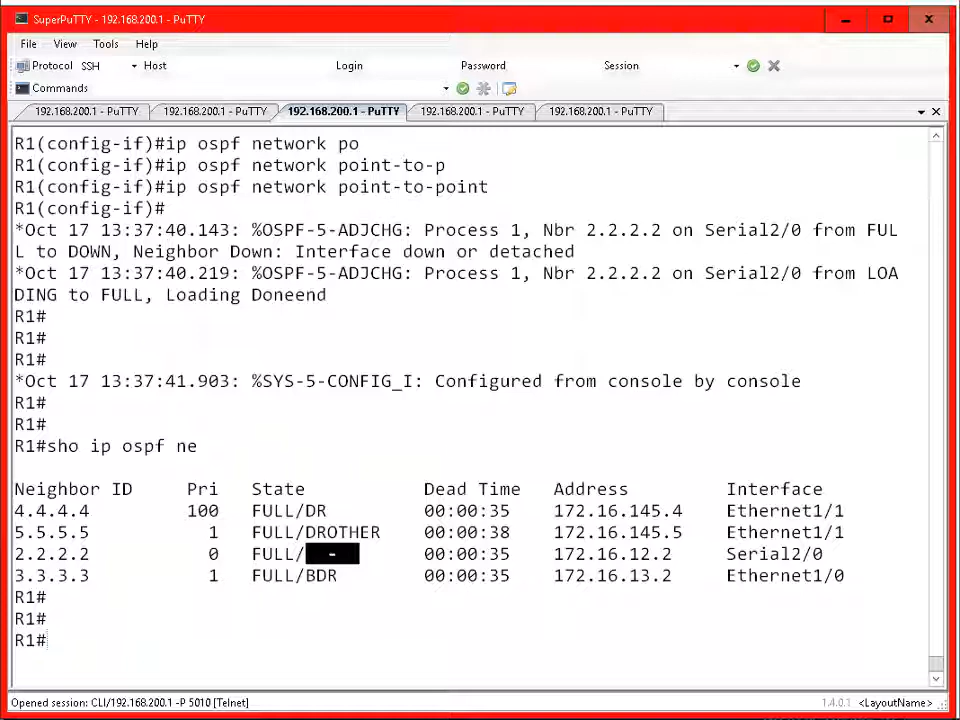 SuperPuTTY - 192.168.200.1 - PuTTY
File View Tools Help
Protocol SSH Host Login Password Session
Commands
192.168.200.1 - PuTTY 192.168.200.1 - PuTTY 192.168.200.1 - PuTTY 192.168.200.1 - PuTTY 192.168.200.1 - PuTTY
R1(config-if)#ip ospf network po
R1(config-if)#ip ospf network point-to-p
R1(config-if)#ip ospf network point-to-point
R1(config-if)#
*Oct 17 13:37:40.143: %OSPF-5-ADJCHG: Process 1, Nbr 2.2.2.2 on Serial2/0 from FUL
L to DOWN, Neighbor Down: Interface down or detached
*Oct 17 13:37:40.219: %OSPF-5-ADJCHG: Process 1, Nbr 2.2.2.2 on Serial2/0 from LOA
DING to FULL, Loading Doneend
R1#
R1#
R1#
*Oct 17 13:37:41.903: %SYS-5-CONFIG_I: Configured from console by console
R1#
R1#
R1#sho ip ospf ne
Neighbor ID Pri State Dead Time Address Interface
4.4.4.4 100 FULL/DR 00:00:35 172.16.145.4 Ethernet1/1
5.5.5.5 1 FULL/DROTHER 00:00:38 172.16.145.5 Ethernet1/1
2.2.2.2 0 FULL/ - 00:00:35 172.16.12.2 Serial2/0
3.3.3.3 1 FULL/BDR 00:00:35 172.16.13.2 Ethernet1/0
R1#
R1#
R1#
Opened session: CLI/192.168.200.1 -P 5010 [Telnet] 1.4.0.1 <LayoutName>